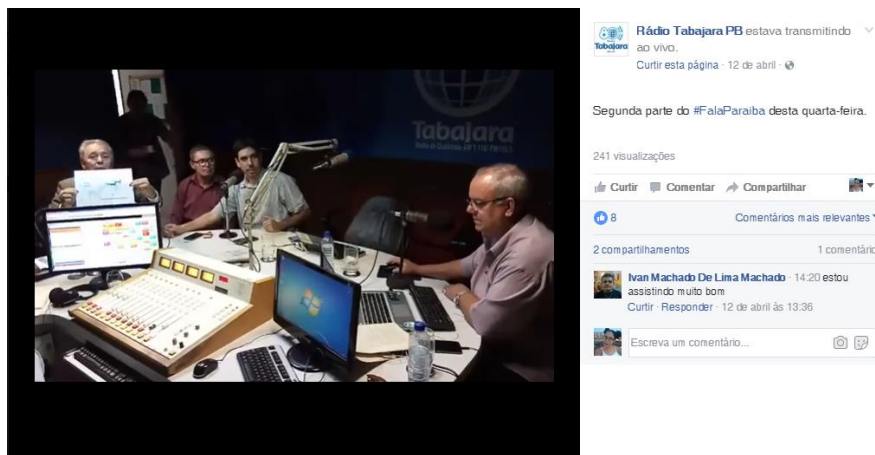 Tabajara
Tabajara
Rádio Tabajara PB estava transmitindo
ao vivo.
Curtir esta página · 12 de abril ·
Segunda parte do #FalaParaiba desta quarta-feira.
241 visualizações
Curtir Comentar Compartilhar
8 Comentários mais relevantes
2 compartilhamentos 1 comentário
Ivan Machado De Lima Machado · 14:20 estou
assistindo muito bom
Curtir · Responder · 12 de abril às 13:36
Escreva um comentário...